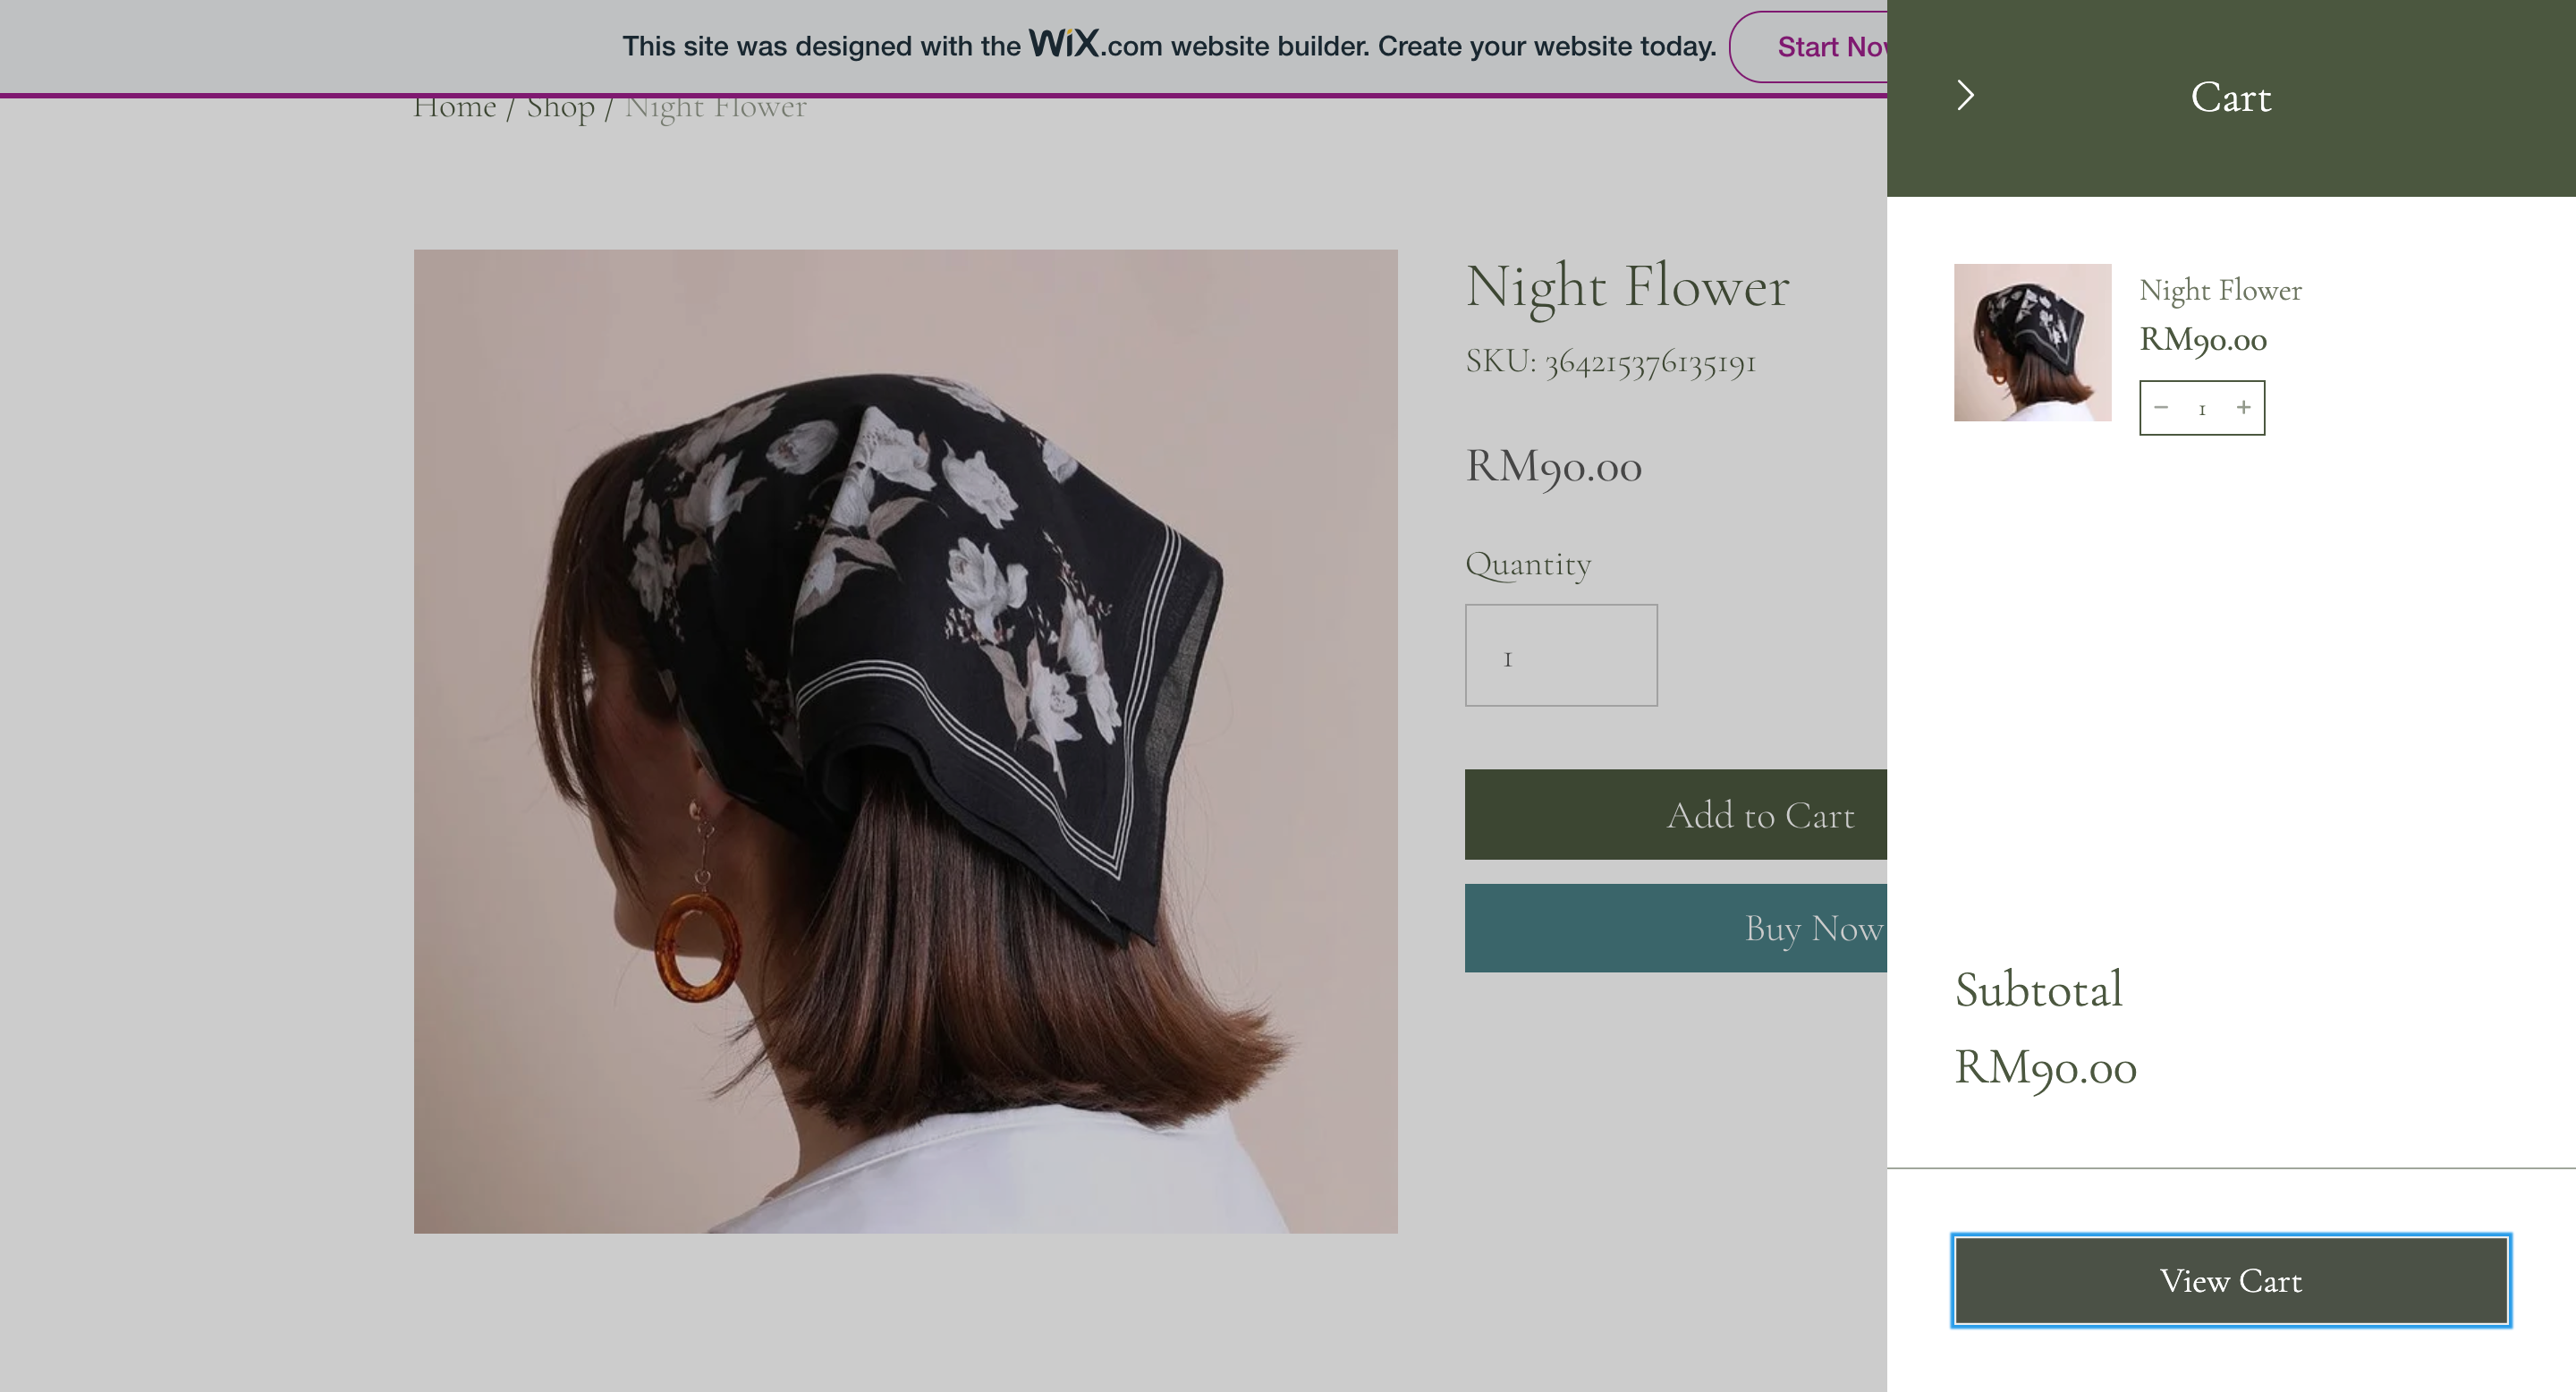 This site was designed with the WiX.com website builder. Create your website today.
Start Now
Home / Shop / Night Flower
Night Flower
SKU: 364215376135191
RM90.00
Quantity
1
Add to Cart
Buy Now
Cart
Night Flower
RM90.00
− 1 +
Subtotal
RM90.00
View Cart